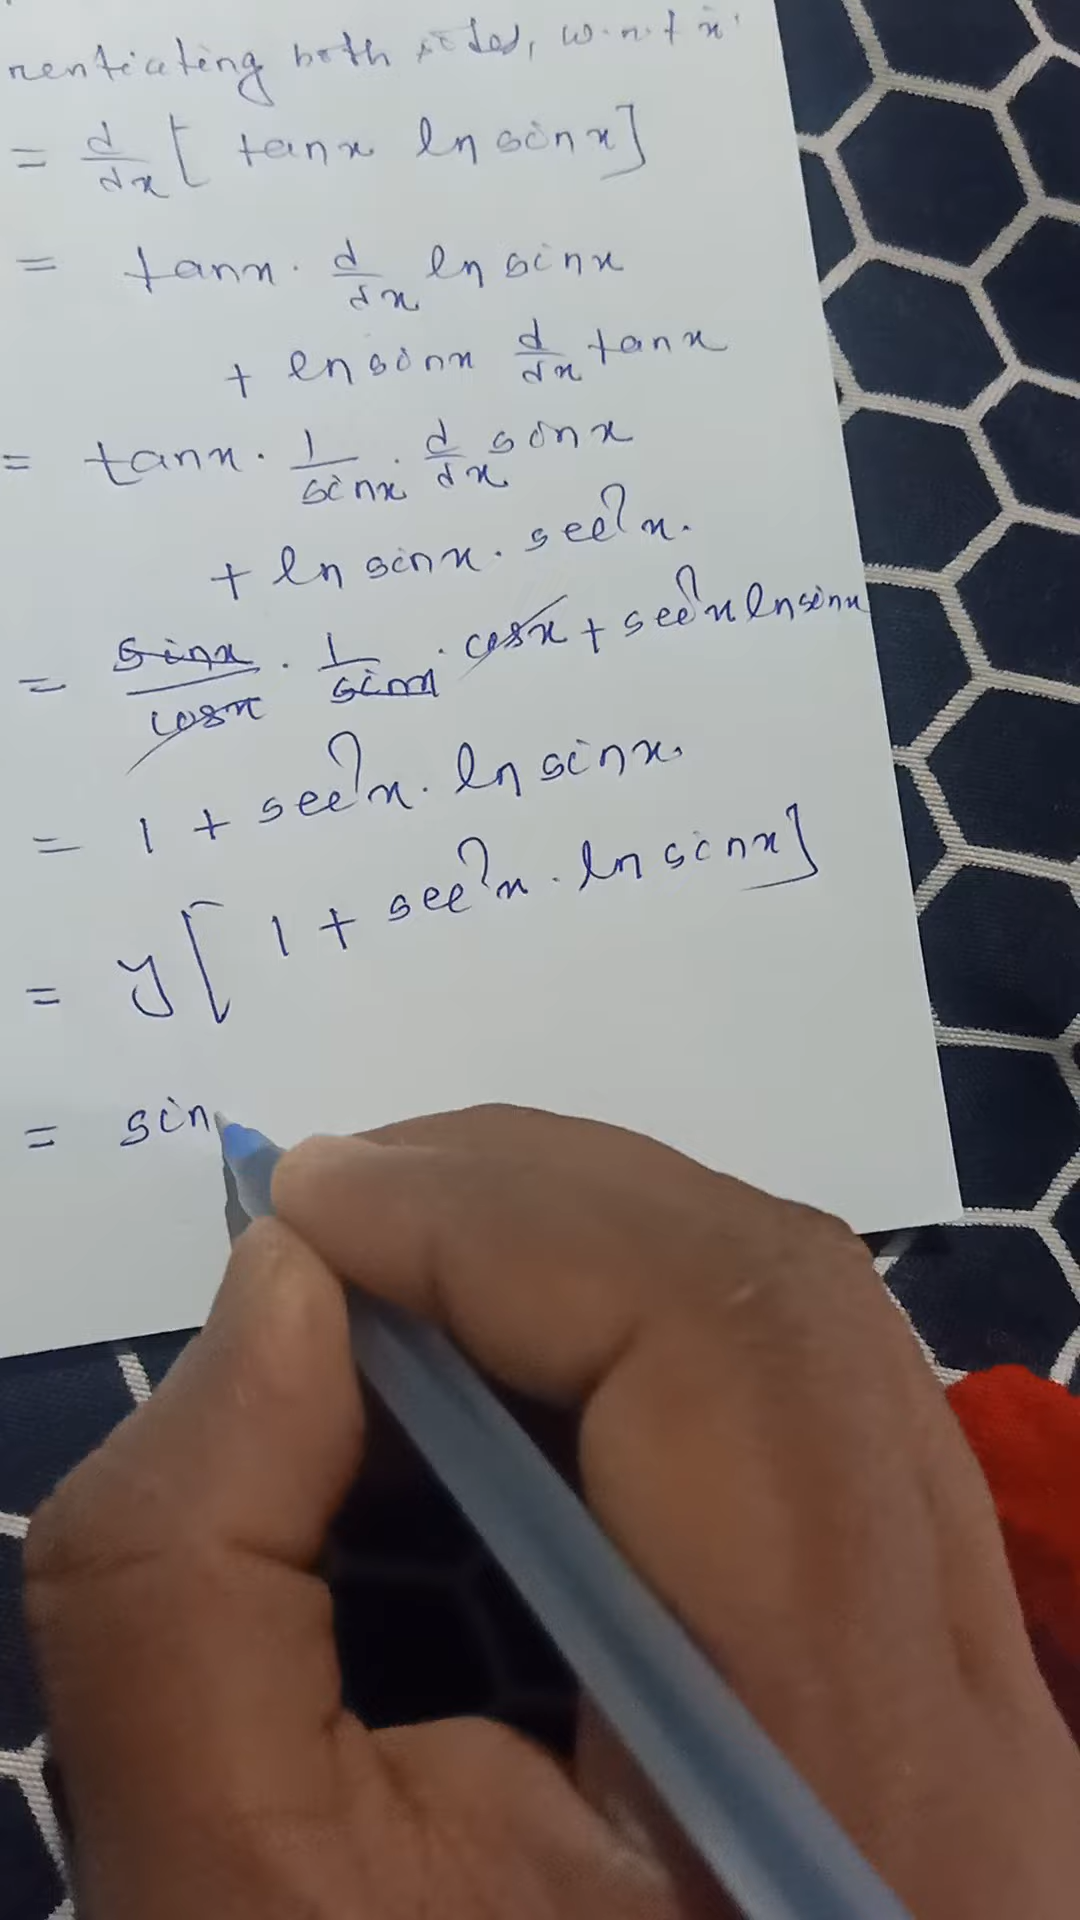 rentiating both sides, w.r.t x
= d/dx [ tanx ln sinx ]
= tanx · d/dx ln sinx
+ ln sinx d/dx tanx
= tanx · 1/sinx · d/dx sinx
+ ln sinx · sec²x.
= sinx/cosx · 1/sinx · cosx + sec²x ln sinx
= 1 + sec²x · ln sinx.
= y [ 1 + sec²x · ln sinx ]
= sin